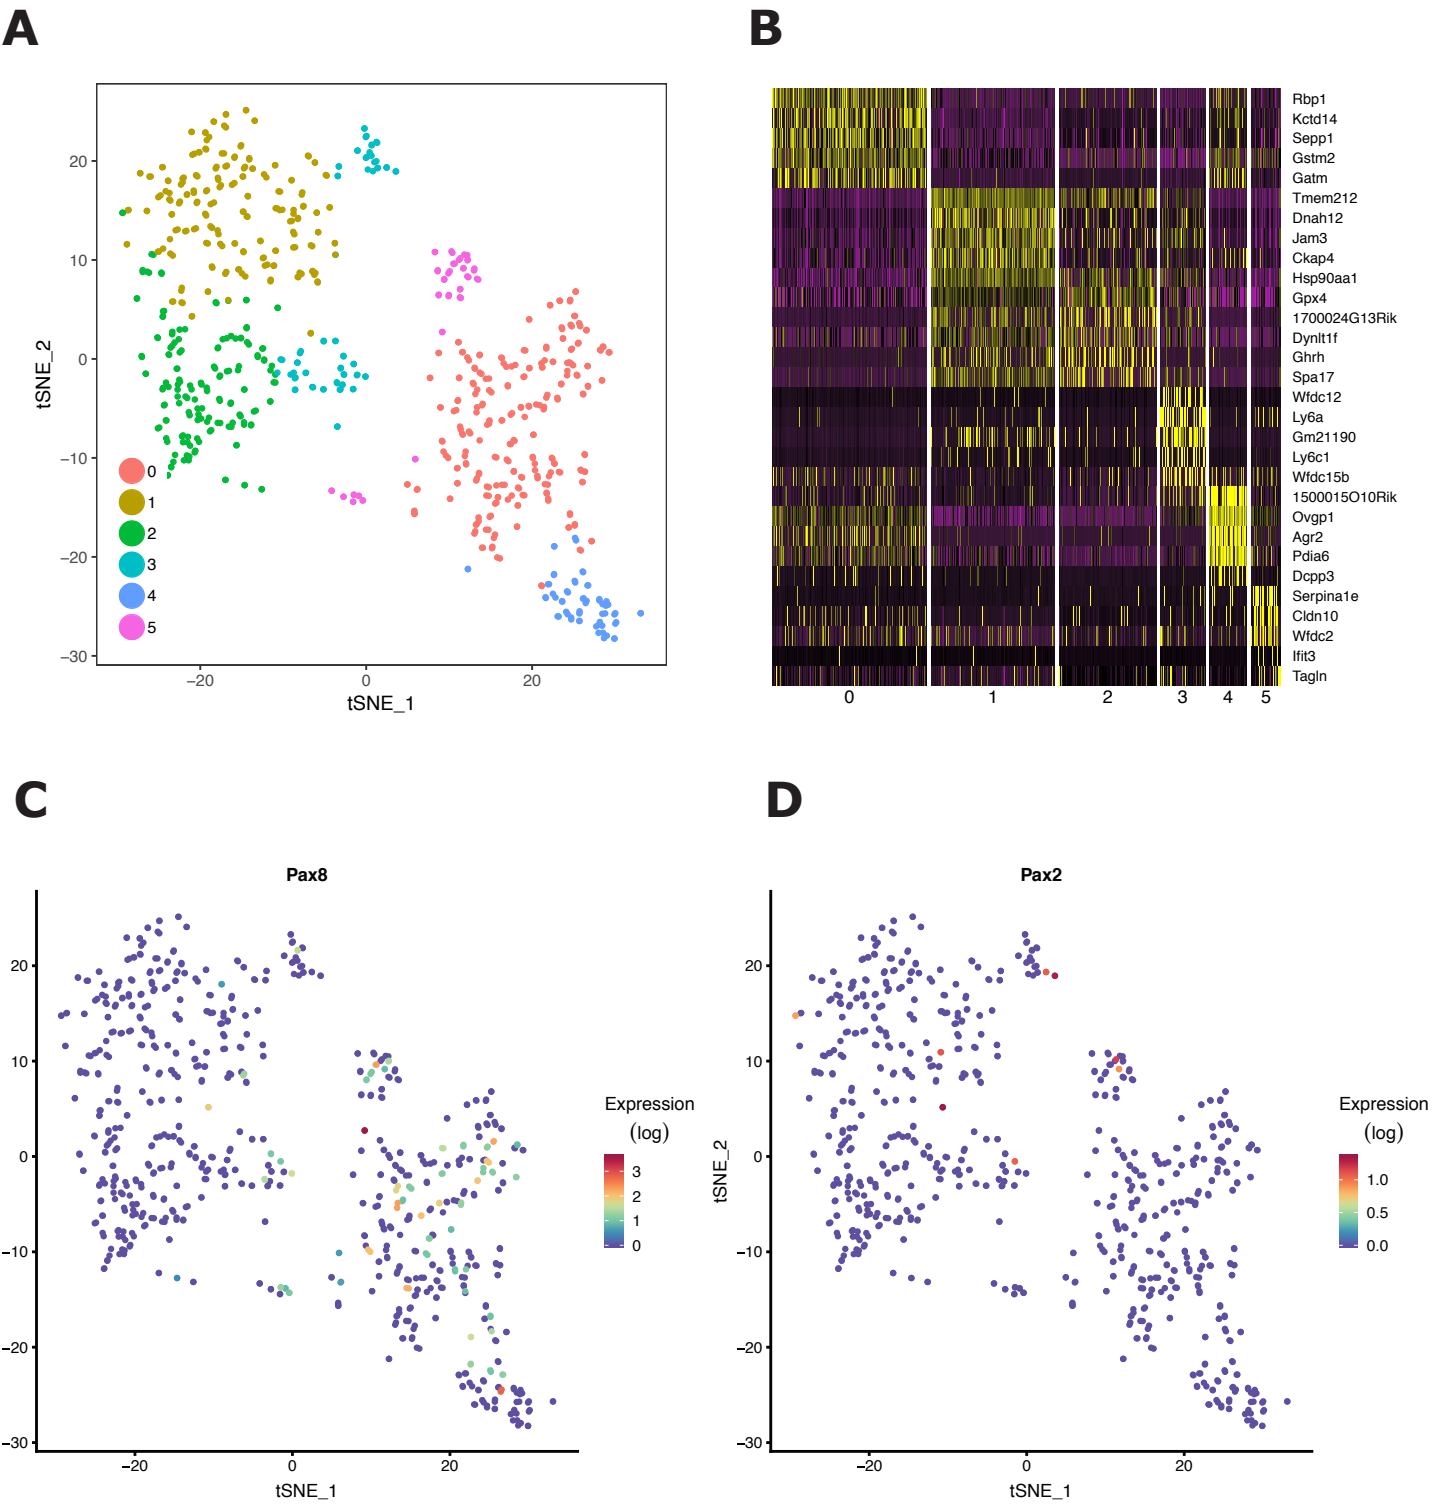 A
B
20
10
0
−10
−20
−30
tSNE_2
0
1
2
3
4
5
−20
0
20
tSNE_1
Rbp1
Kctd14
Sepp1
Gstm2
Gatm
Tmem212
Dnah12
Jam3
Ckap4
Hsp90aa1
Gpx4
1700024G13Rik
Dynlt1f
Ghrh
Spa17
Wfdc12
Ly6a
Gm21190
Ly6c1
Wfdc15b
1500015O10Rik
Ovgp1
Agr2
Pdia6
Dcpp3
Serpina1e
Cldn10
Wfdc2
Ifit3
Tagln
0
1
2
3
4
5
C
D
Pax8
20
10
0
−10
−20
−30
−20
0
20
tSNE_1
Expression
(log)
3
2
1
0
Pax2
tSNE_2
20
10
0
−10
−20
−30
−20
0
20
tSNE_1
Expression
(log)
1.0
0.5
0.0